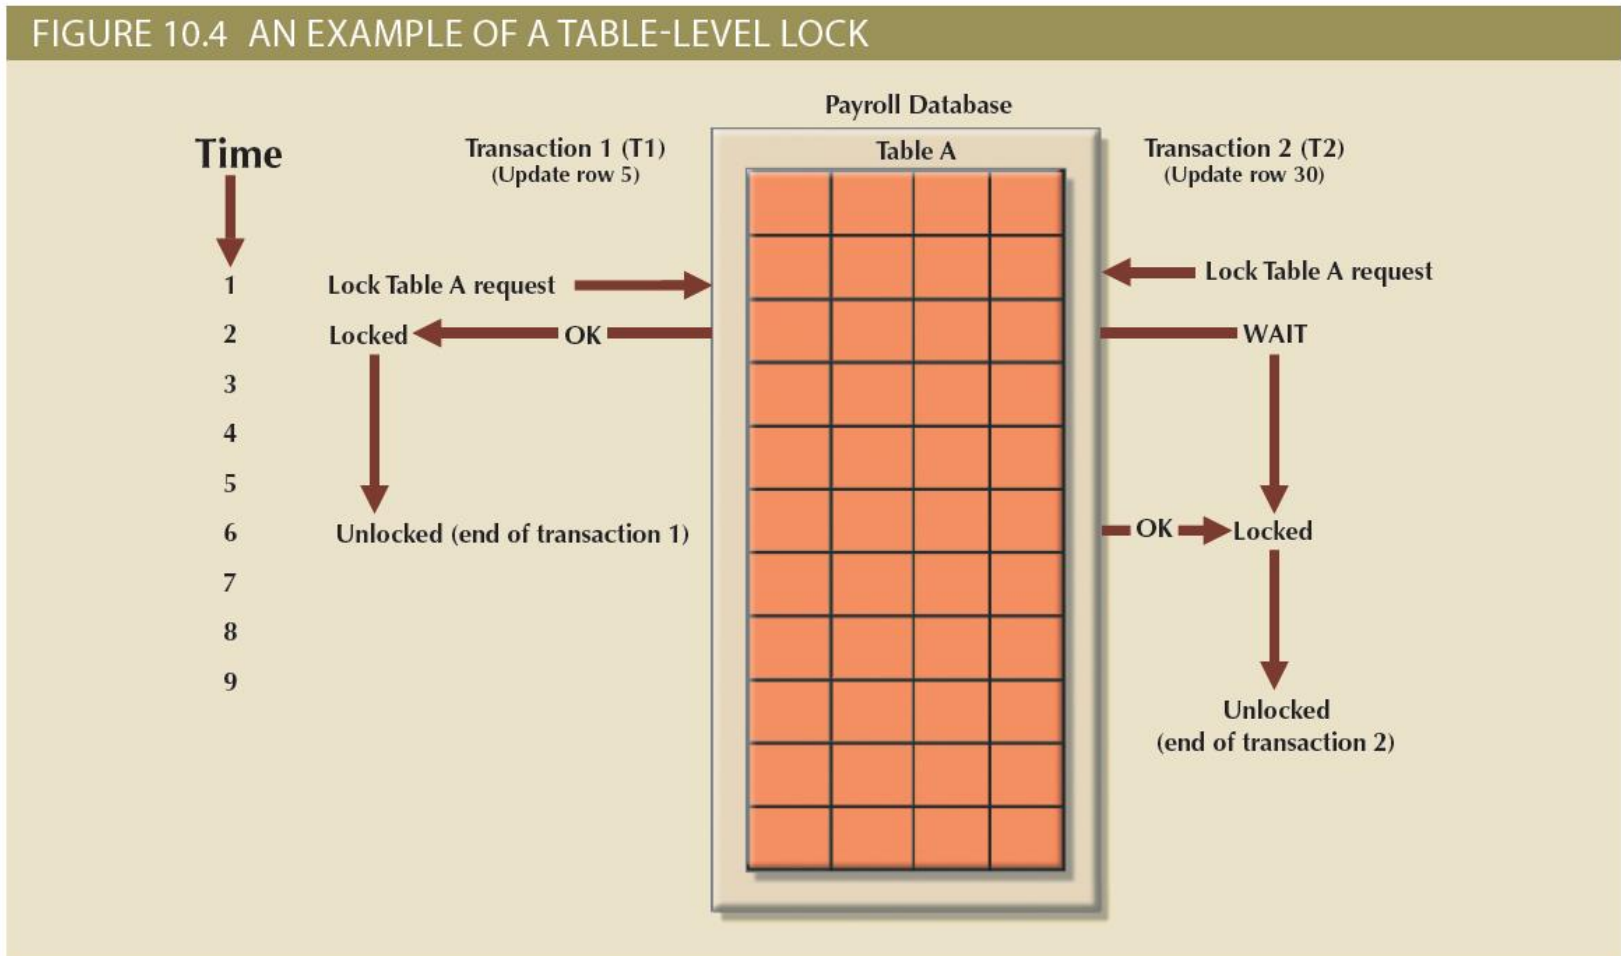 FIGURE 10.4 AN EXAMPLE OF A TABLE-LEVEL LOCK
Payroll Database
Time
Transaction 1 (T1)
(Update row 5)
Table A
Transaction 2 (T2)
(Update row 30)
1
Lock Table A request
Lock Table A request
2
Locked
OK
WAIT
3
4
5
6
Unlocked (end of transaction 1)
OK
Locked
7
8
9
Unlocked
(end of transaction 2)